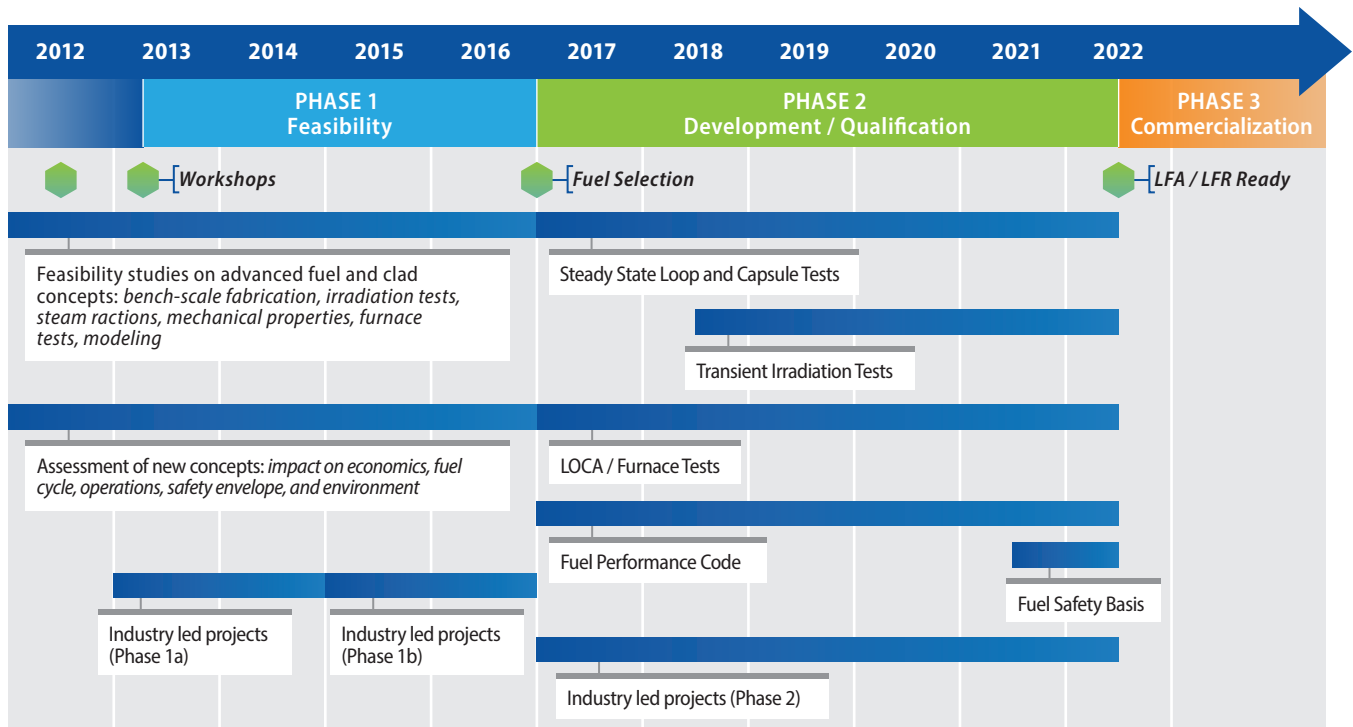 2012 2013 2014 2015 2016 2017 2018 2019 2020 2021 2022
PHASE 1
Feasibility
PHASE 2
Development / Qualification
PHASE 3
Commercialization
Workshops
Fuel Selection
LFA / LFR Ready
Feasibility studies on advanced fuel and clad
concepts: bench-scale fabrication, irradiation tests,
steam ractions, mechanical properties, furnace
tests, modeling
Steady State Loop and Capsule Tests
Transient Irradiation Tests
Assessment of new concepts: impact on economics, fuel
cycle, operations, safety envelope, and environment
LOCA / Furnace Tests
Fuel Performance Code
Fuel Safety Basis
Industry led projects
(Phase 1a)
Industry led projects
(Phase 1b)
Industry led projects (Phase 2)